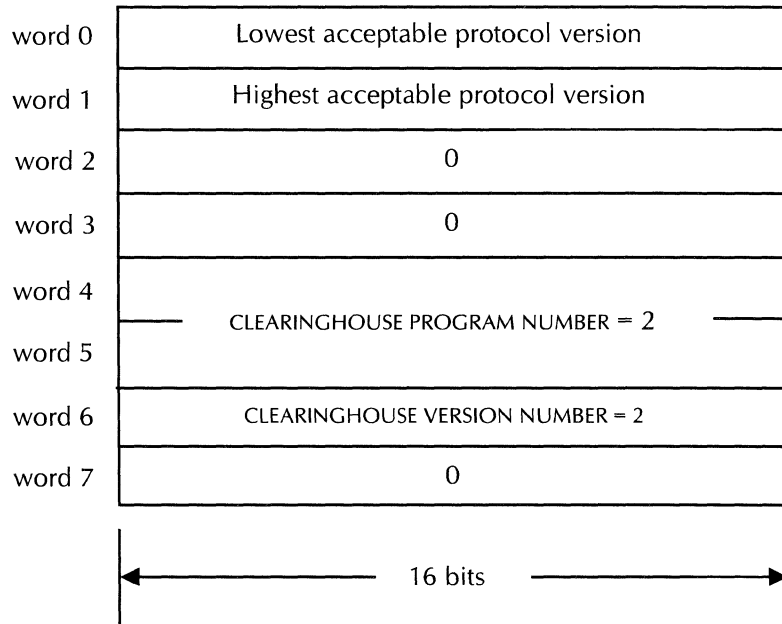 word 0 Lowest acceptable protocol version
word 1 Highest acceptable protocol version
word 2 0
word 3 0
word 4
CLEARINGHOUSE PROGRAM NUMBER = 2
word 5
word 6 CLEARINGHOUSE VERSION NUMBER = 2
word 7 0
16 bits